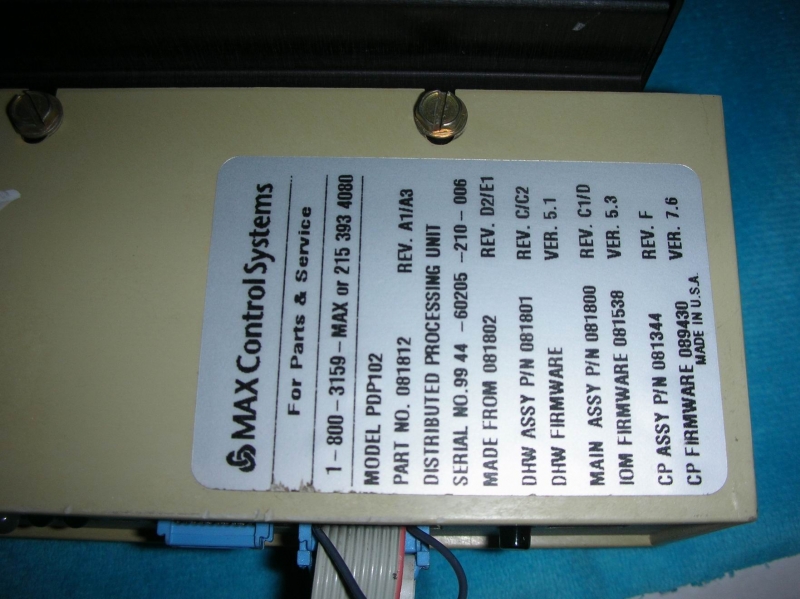 MAX Control Systems
For Parts & Service
1-800-3159-MAX or 215 393 4080
MODEL PDP102
PART NO. 081812 REV. A1/A3
DISTRIBUTED PROCESSING UNIT
SERIAL NO.99 44 -60205 -210-006
MADE FROM 081802 REV. D2/E1
DHW ASSY P/N 081801 REV. C/C2
DHW FIRMWARE VER. 5.1
MAIN ASSY P/N 081800 REV. C1/D
IOM FIRMWARE 081538 VER. 5.3
CP ASSY P/N 081344 REV. F
CP FIRMWARE 089430 VER. 7.6
MADE IN U.S.A.